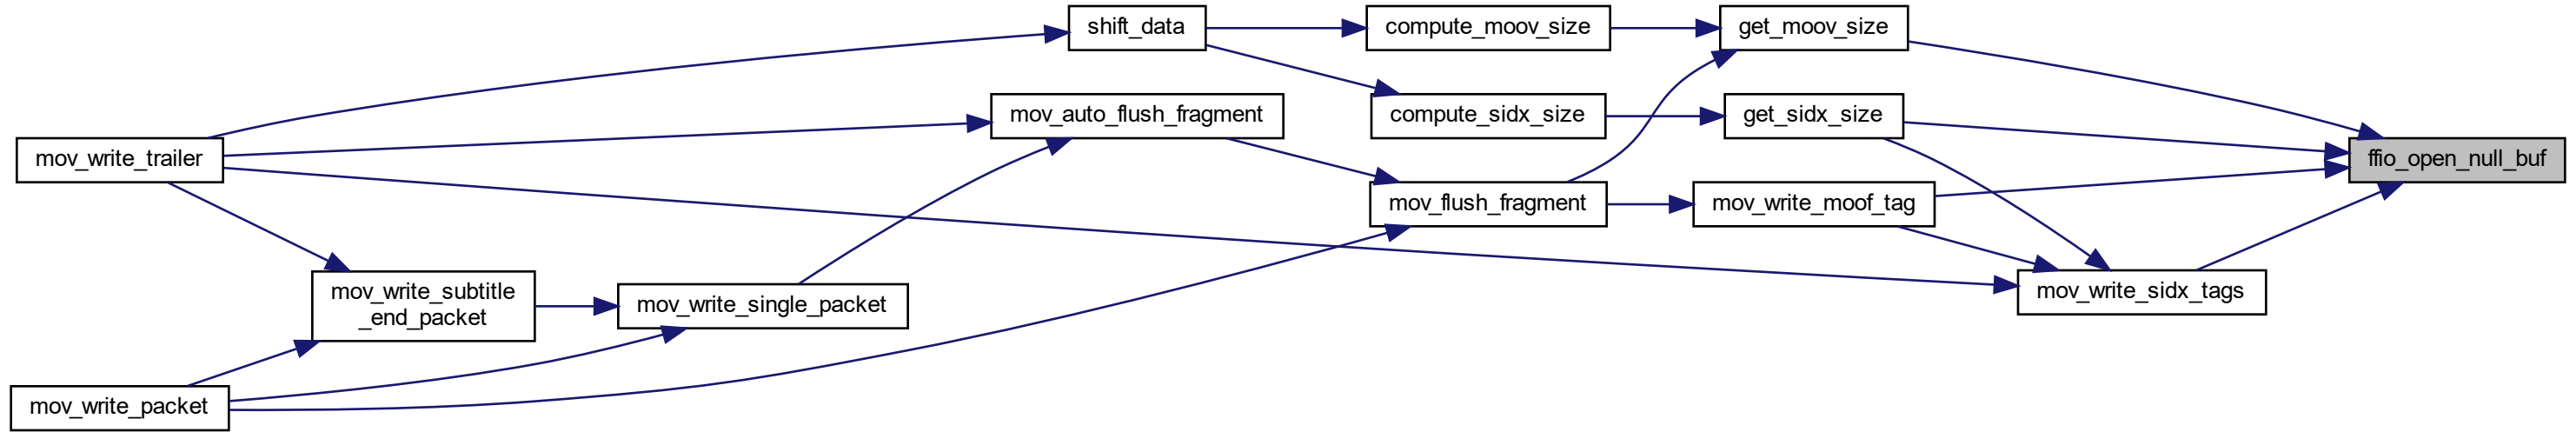 shift_data
compute_moov_size
get_moov_size
mov_auto_flush_fragment
compute_sidx_size
get_sidx_size
mov_write_trailer
ffio_open_null_buf
mov_flush_fragment
mov_write_moof_tag
mov_write_subtitle
_end_packet
mov_write_single_packet
mov_write_sidx_tags
mov_write_packet